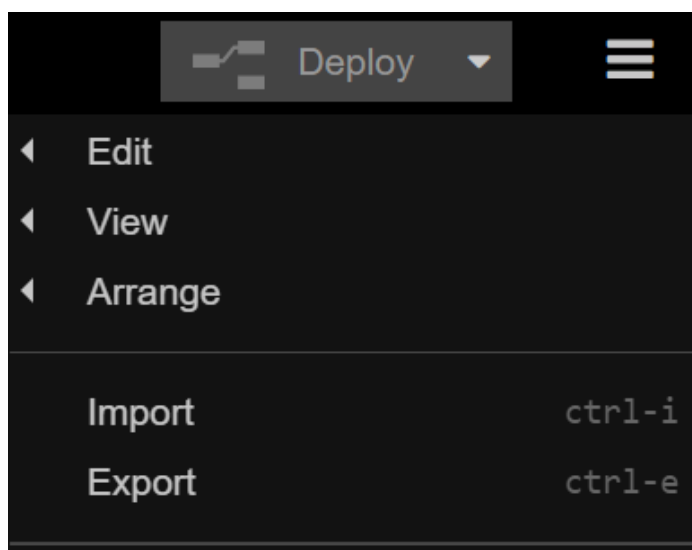 Deploy
Edit
View
Arrange
Import ctrl-i
Export ctrl-e